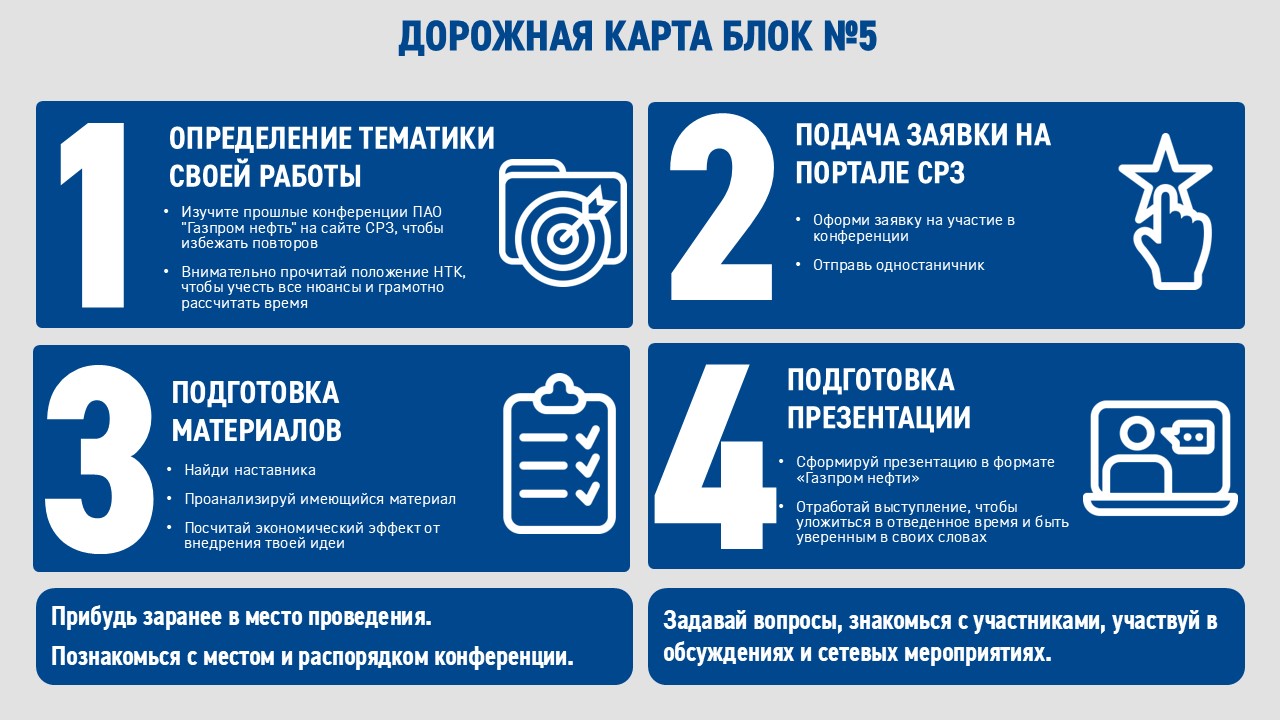 ДОРОЖНАЯ КАРТА БЛОК №5
1
ОПРЕДЕЛЕНИЕ ТЕМАТИКИ
СВОЕЙ РАБОТЫ
• Изучите прошлые конференции ПАО
"Газпром нефть" на сайте СРЗ, чтобы
избежать повторов
• Внимательно прочитай положение НТК,
чтобы учесть все нюансы и грамотно
рассчитать время
2
ПОДАЧА ЗАЯВКИ НА
ПОРТАЛЕ СРЗ
• Оформи заявку на участие в
конференции
• Отправь одностаничник
3
ПОДГОТОВКА
МАТЕРИАЛОВ
• Найди наставника
• Проанализируй имеющийся материал
• Посчитай экономический эффект от
внедрения твоей идеи
4
ПОДГОТОВКА
ПРЕЗЕНТАЦИИ
• Сформируй презентацию в формате
«Газпром нефти»
• Отработай выступление, чтобы
уложиться в отведенное время и быть
уверенным в своих словах
Прибудь заранее в место проведения.
Познакомься с местом и распорядком конференции.
Задавай вопросы, знакомься с участниками, участвуй в
обсуждениях и сетевых мероприятиях.